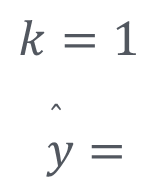 k = 1
ŷ =